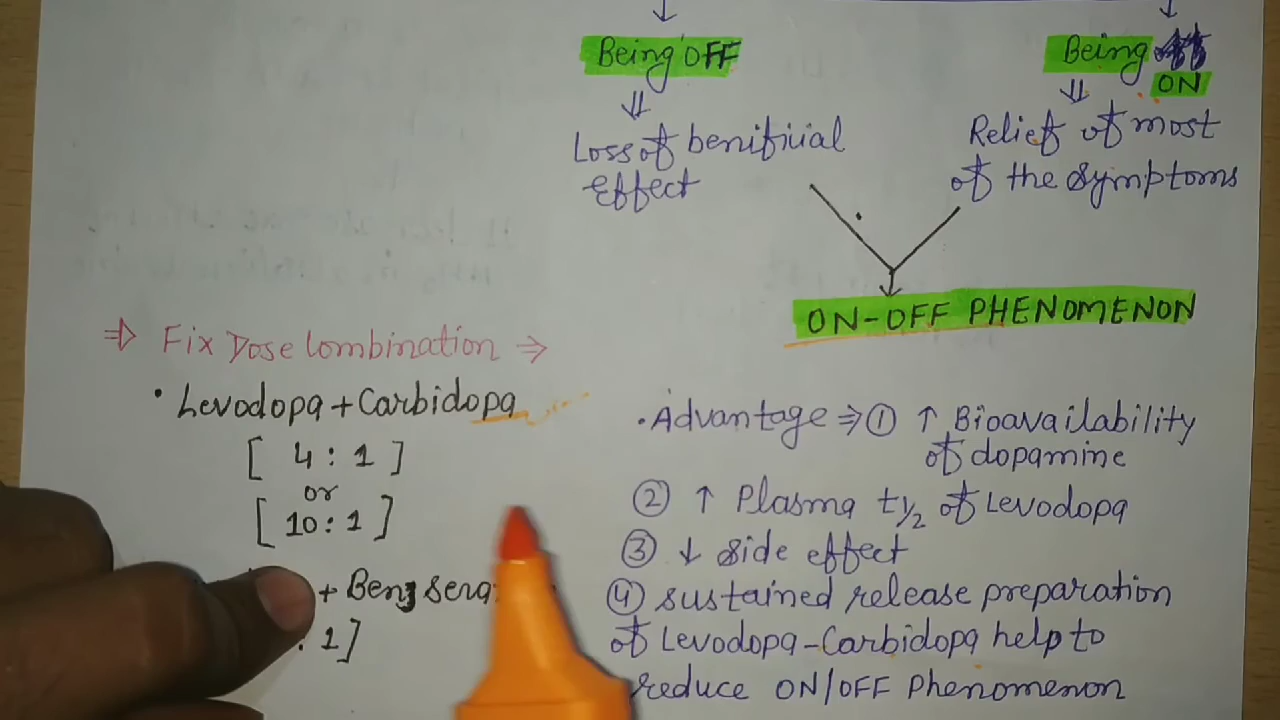 Being OFF
Being
ON
⇓
⇓
Loss of benificial
Effect
Relief of most
of the symptoms
ON-OFF PHENOMENON
⇒ Fix Dose Combination ⇒
• Levodopa + Carbidopa
[ 4 : 1 ]
or
[ 10 : 1 ]
+
: 1 ]
• Advantage ⇒ ① ↑ Bioavailability
of dopamine
② ↑ Plasma t1/2 of Levodopa
③ ↓ side effect
④ sustained release preparation
of Levodopa-Carbidopa help to
reduce ON/OFF Phenomenon